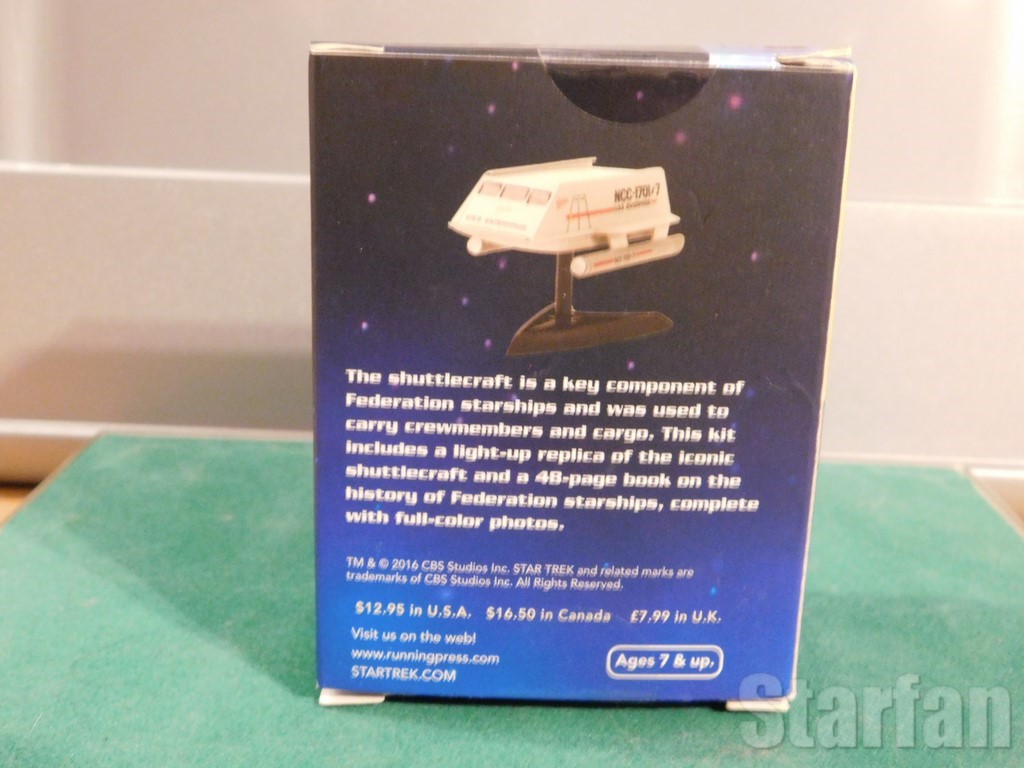 NCC-1701/7
The shuttlecraft is a key component of
Federation starships and was used to
carry crewmembers and cargo. This kit
includes a light-up replica of the iconic
shuttlecraft and a 48-page book on the
history of Federation starships, complete
with full-color photos.
TM & © 2016 CBS Studios Inc. STAR TREK and related marks are
trademarks of CBS Studios Inc. All Rights Reserved.
$12.95 in U.S.A. $16.50 in Canada £7.99 in U.K.
Visit us on the web!
www.runningpress.com
STARTREK.COM
Ages 7 & up.
Starfan